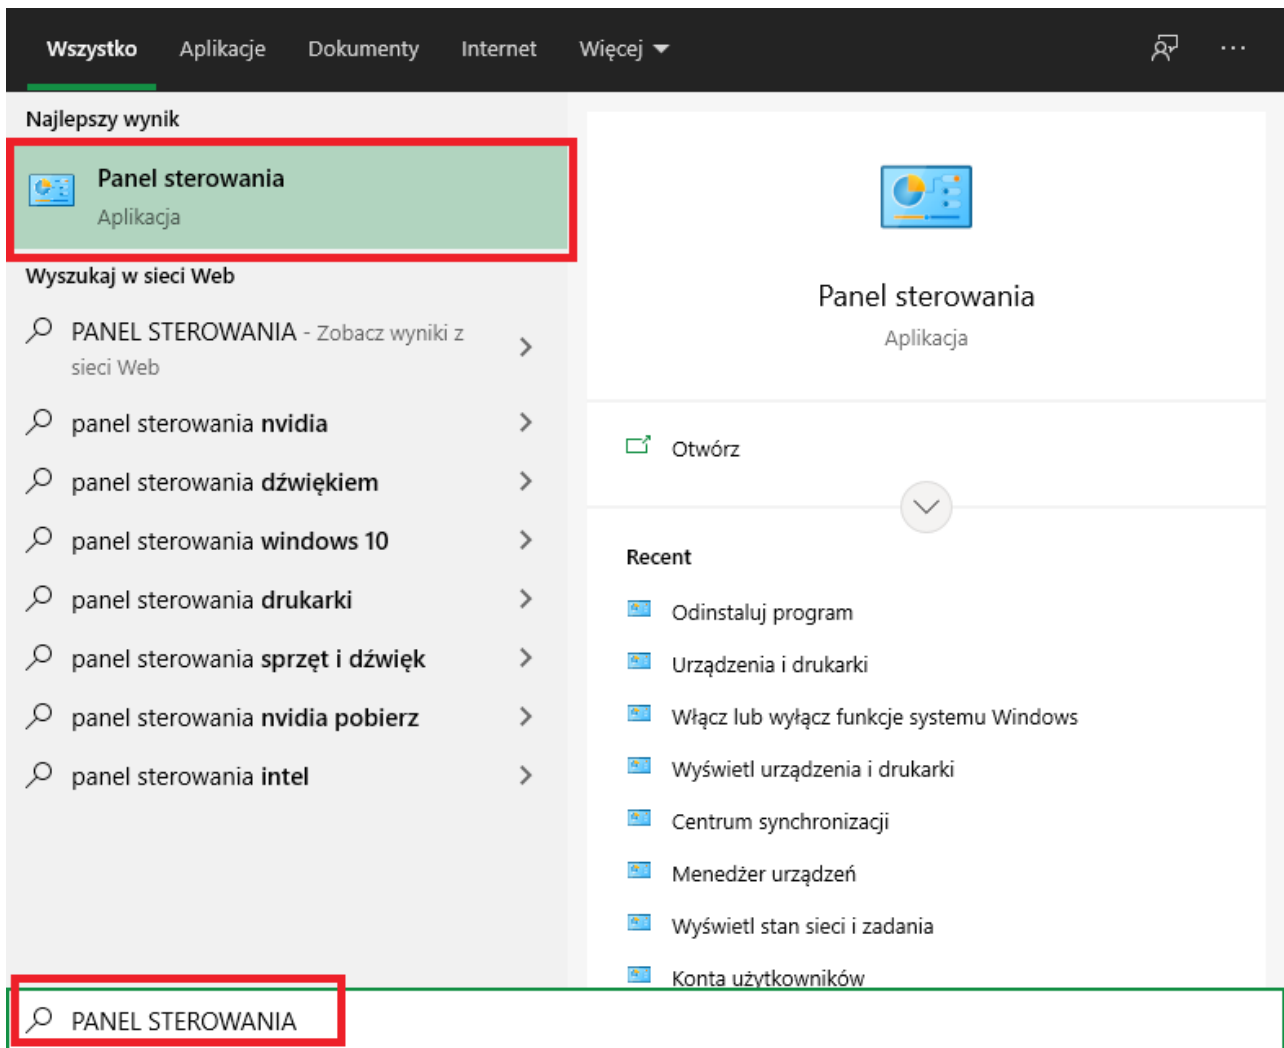 Wszystko Aplikacje Dokumenty Internet Więcej
Najlepszy wynik
Panel sterowania
Aplikacja
Wyszukaj w sieci Web
PANEL STEROWANIA - Zobacz wyniki z
sieci Web
panel sterowania nvidia
panel sterowania dźwiękiem
panel sterowania windows 10
panel sterowania drukarki
panel sterowania sprzęt i dźwięk
panel sterowania nvidia pobierz
panel sterowania intel
Panel sterowania
Aplikacja
Otwórz
Recent
Odinstaluj program
Urządzenia i drukarki
Włącz lub wyłącz funkcje systemu Windows
Wyświetl urządzenia i drukarki
Centrum synchronizacji
Menedżer urządzeń
Wyświetl stan sieci i zadania
Konta użytkowników
PANEL STEROWANIA